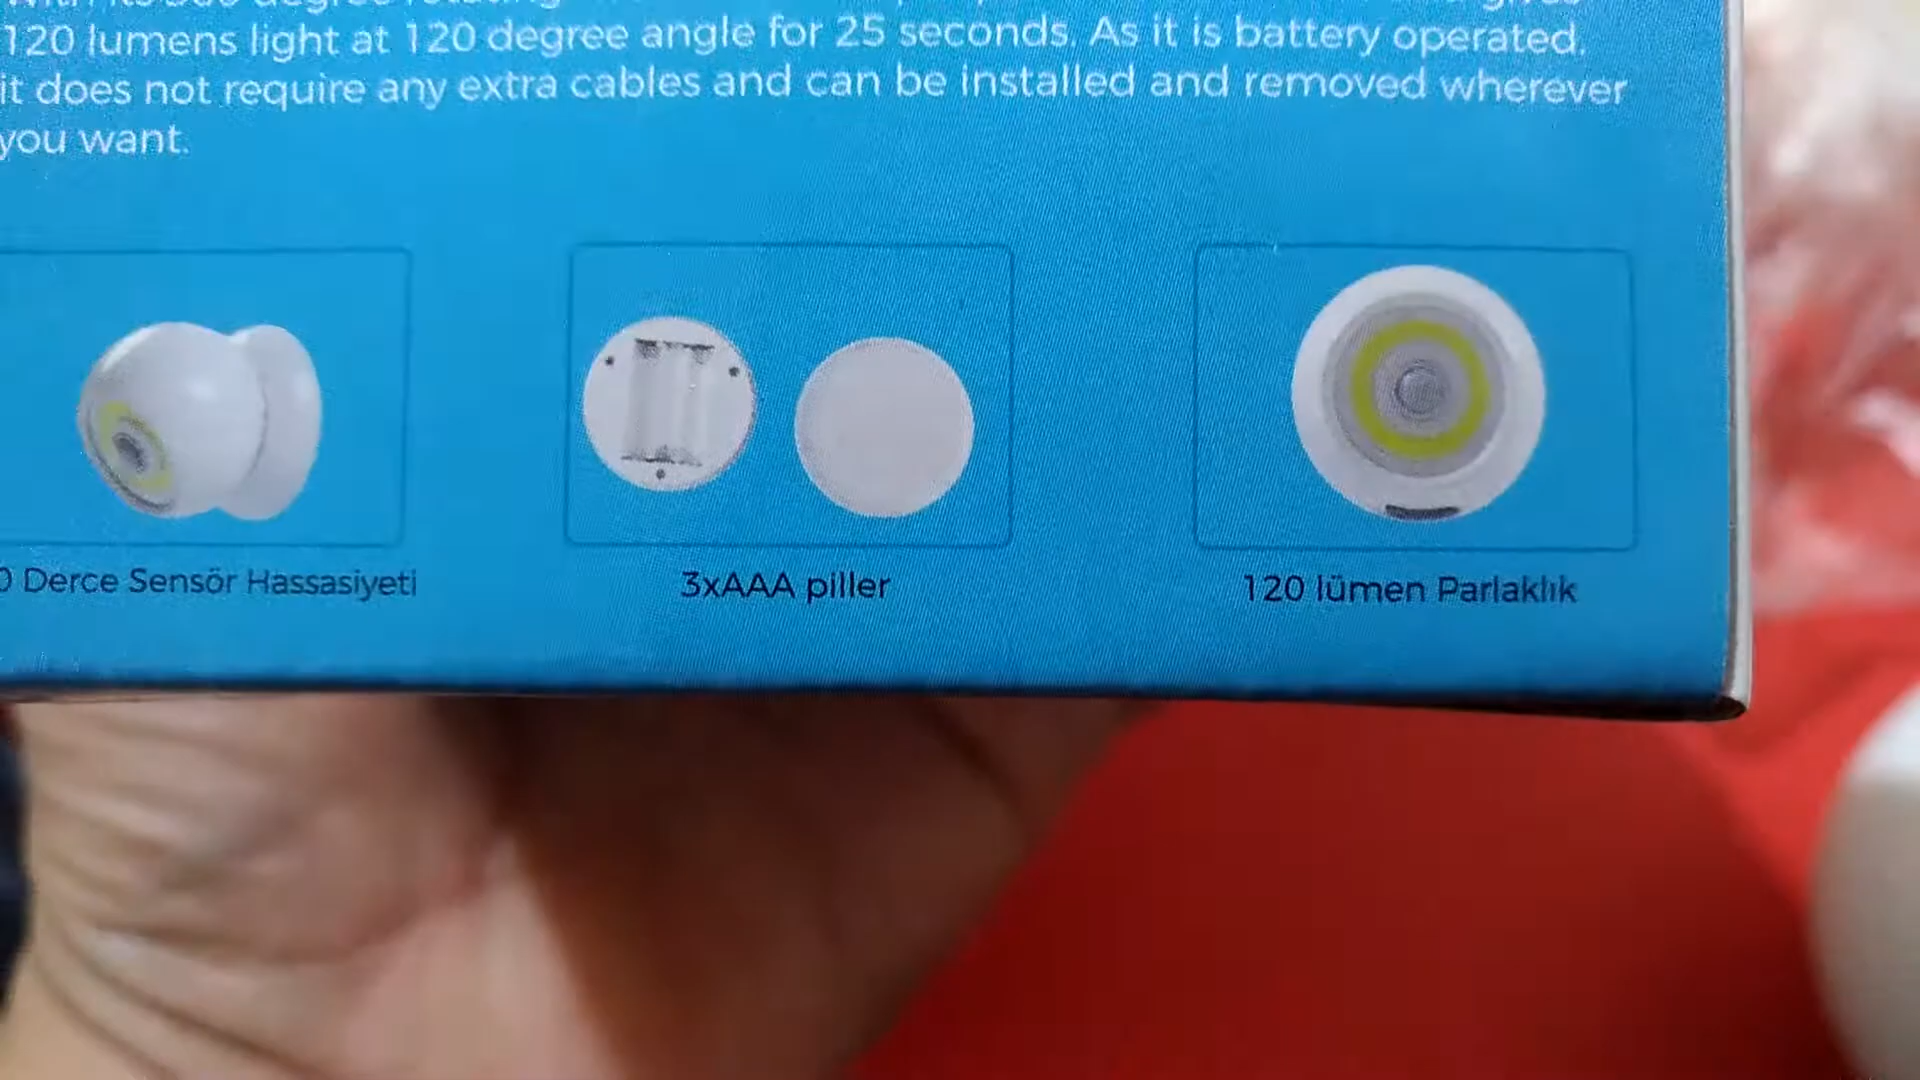 120 lumens light at 120 degree angle for 25 seconds. As it is battery operated.
it does not require any extra cables and can be installed and removed wherever
you want.
0 Derce Sensör Hassasiyeti
3xAAA piller
120 lümen Parlaklık